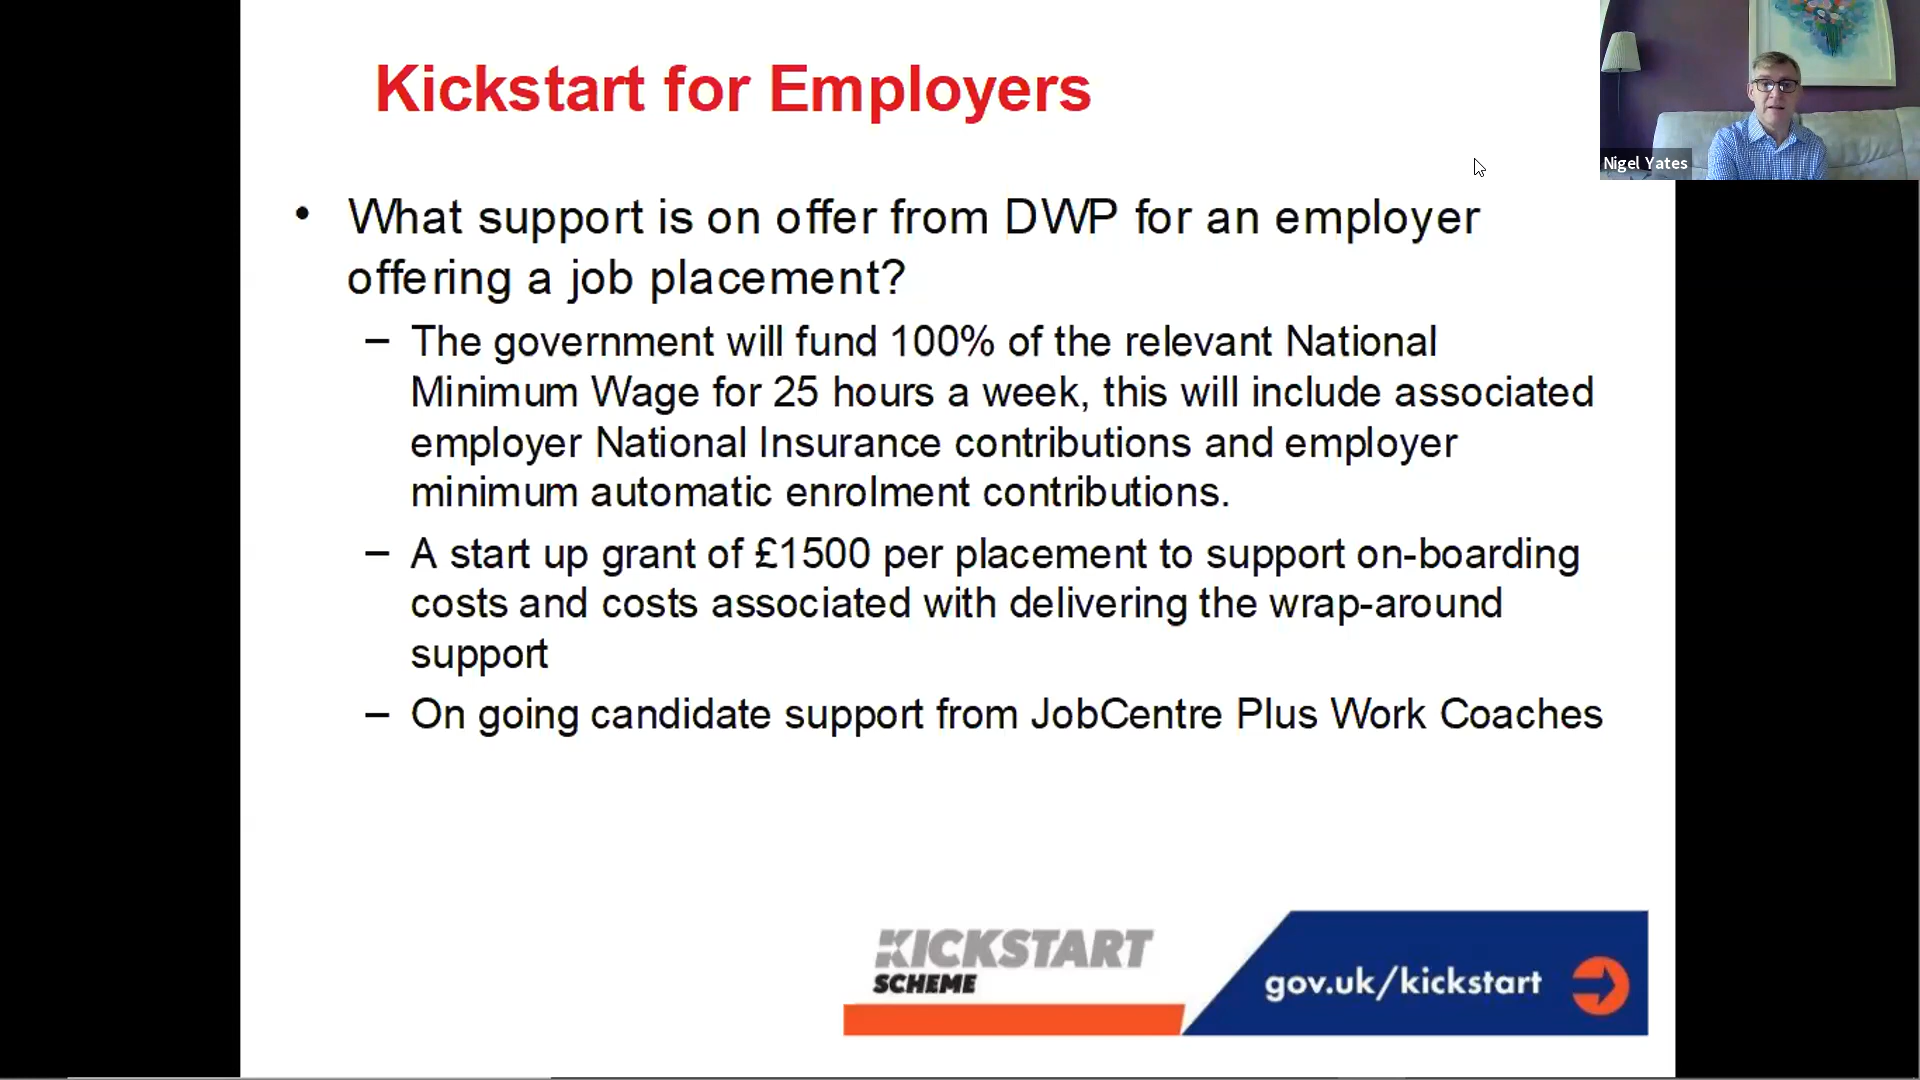 Kickstart for Employers
Nigel Yates
• What support is on offer from DWP for an employer
offering a job placement?
– The government will fund 100% of the relevant National
Minimum Wage for 25 hours a week, this will include associated
employer National Insurance contributions and employer
minimum automatic enrolment contributions.
– A start up grant of £1500 per placement to support on-boarding
costs and costs associated with delivering the wrap-around
support
– On going candidate support from JobCentre Plus Work Coaches
KICKSTART
SCHEME
gov.uk/kickstart